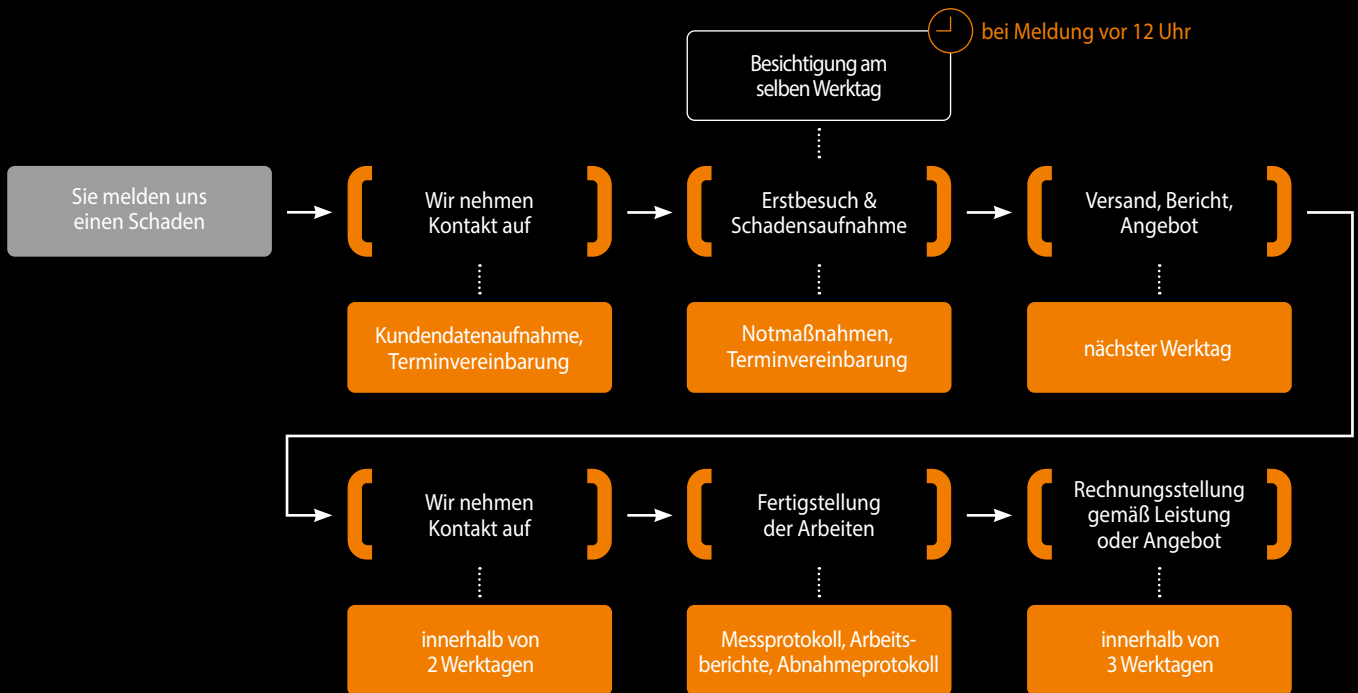 bei Meldung vor 12 Uhr
Besichtigung am
selben Werktag
Sie melden uns
einen Schaden
Wir nehmen
Kontakt auf
Erstbesuch &
Schadensaufnahme
Versand, Bericht,
Angebot
Kundendatenaufnahme,
Terminvereinbarung
Notmaßnahmen,
Terminvereinbarung
nächster Werktag
Wir nehmen
Kontakt auf
Fertigstellung
der Arbeiten
Rechnungsstellung
gemäß Leistung
oder Angebot
innerhalb von
2 Werktagen
Messprotokoll, Arbeits-
berichte, Abnahmeprotokoll
innerhalb von
3 Werktagen